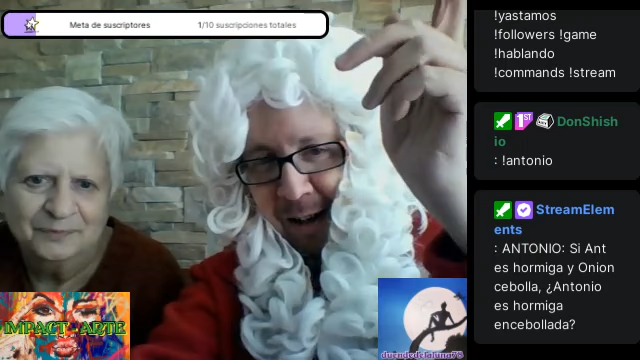 Meta de suscriptores
1/10 suscripciones totales
!yastamos
!followers !game
!hablando
!commands !stream
DonShish
io
: !antonio
StreamElem
ents
: ANTONIO: Si Ant
es hormiga y Onion
cebolla, ¿Antonio
es hormiga
encebollada?
IMPACT-ARTE
duendedelaluna78